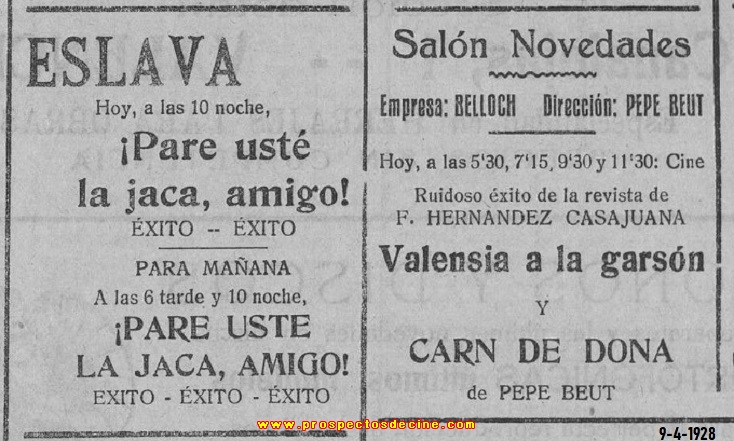 ESLAVA
Hoy, a las 10 noche,
¡Pare usté
la jaca, amigo!
ÉXITO -- ÉXITO
PARA MAÑANA
A las 6 tarde y 10 noche,
¡PARE USTE
LA JACA, AMIGO!
EXITO - ÉXITO - ÉXITO
Salón Novedades
Empresa: BELLOCH Dirección: PEPE BEUT
Hoy, a las 5'30, 7'15, 9'30 y 11'30: Cine
Ruidoso éxito de la revista de
F. HERNANDEZ CASAJUANA
Valensia a la garsón
Y
CARN DE DONA
de PEPE BEUT
www.prospectosdecine.com
9-4-1928